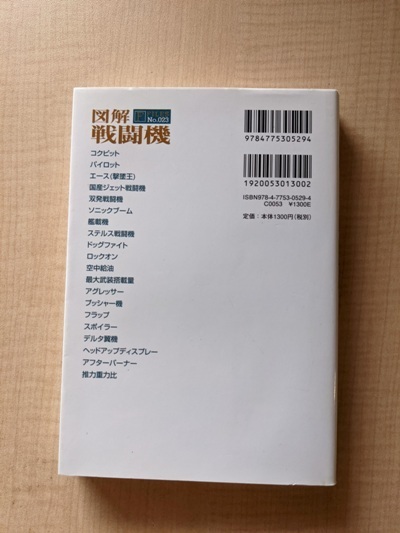 図解
No.023
戦闘機
コクピット
パイロット
エース(撃墜王)
国産ジェット戦闘機
双発戦闘機
ソニックブーム
艦載機
ステルス戦闘機
ドッグファイト
ロックオン
空中給油
最大武装搭載量
アグレッサー
プッシャー機
フラップ
スポイラー
デルタ翼機
ヘッドアップディスプレー
アフターバーナー
推力重力比
9784775305294
1920053013002
ISBN978-4-7753-0529-4
C0053 ¥1300E
定価:本体1300円(税別)